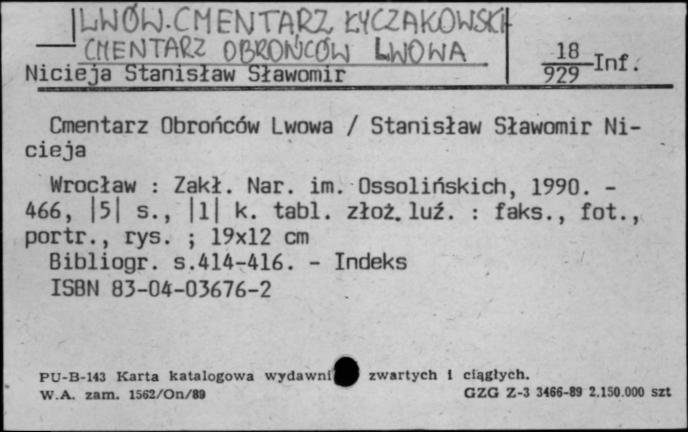 LWÓW. CMENTARZ ŁYCZAKOWSKI
CMENTARZ OBROŃCÓW LWOWA
Nicieja Stanisław Sławomir
18
929 Inf.
Cmentarz Obrońców Lwowa / Stanisław Sławomir Ni-
cieja
Wrocław : Zakł. Nar. im. Ossolińskich, 1990. -
466, |5| s., |1| k. tabl. złoż. luź. : faks., fot.,
portr., rys. ; 19x12 cm
Bibliogr. s.414-416. - Indeks
ISBN 83-04-03676-2
PU-B-143 Karta katalogowa wydawni zwartych i ciągłych.
W.A. zam. 1562/On/89 GZG Z-3 3466-89 2.150.000 szt